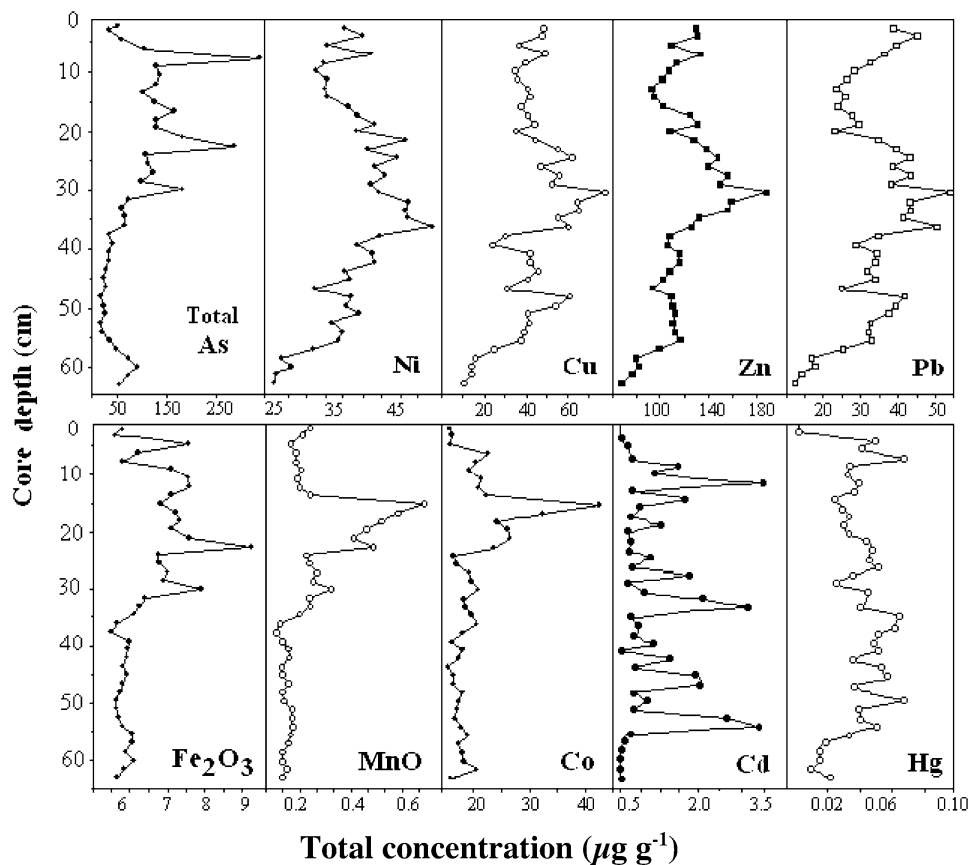 0
10
20
30
40
50
60
Total
As
Ni
Cu
Zn
Pb
50 150 250
25 35 45
20 40 60
100 140 180
20 30 40 50
Core depth (cm)
0
10
20
30
40
50
60
Fe2O3
MnO
Co
Cd
Hg
6 7 8 9
0.2 0.4 0.6
20 40
0.5 2.0 3.5
0.02 0.06 0.10
Total concentration (µg g-1)